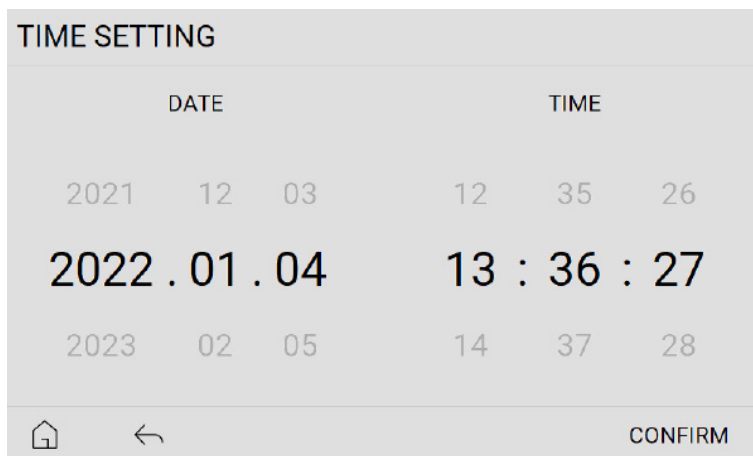 TIME SETTING
DATE TIME
2021 12 03 12 35 26
2022 . 01 . 04 13 : 36 : 27
2023 02 05 14 37 28
CONFIRM